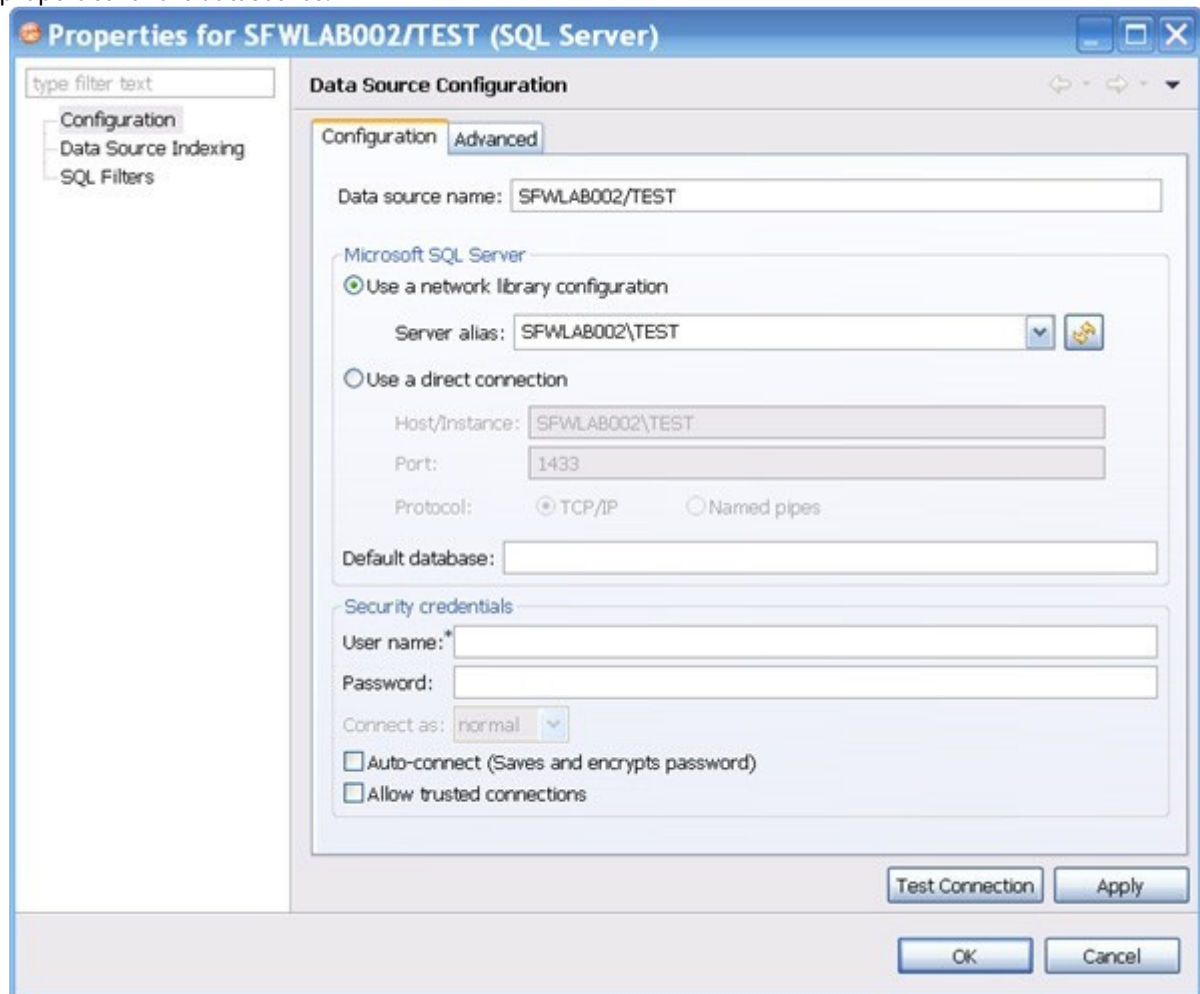 Properties for SFWLAB002/TEST (SQL Server)
type filter text
Configuration
Data Source Indexing
SQL Filters
Data Source Configuration
Configuration Advanced
Data source name: SFWLAB002/TEST
Microsoft SQL Server
Use a network library configuration
Server alias: SFWLAB002\TEST
Use a direct connection
Host/Instance: SFWLAB002\TEST
Port: 1433
Protocol: TCP/IP Named pipes
Default database:
Security credentials
User name:*
Password:
Connect as: normal
Auto-connect (Saves and encrypts password)
Allow trusted connections
Test Connection Apply
OK Cancel